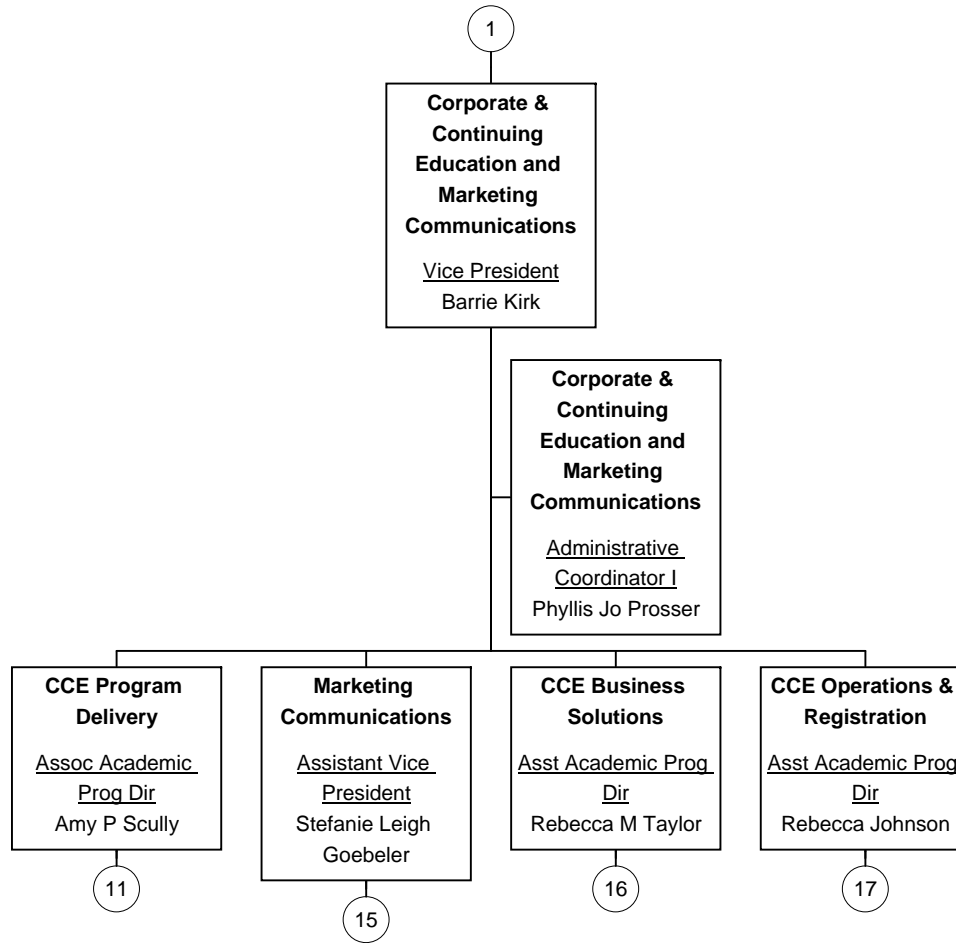 1
Corporate &
Continuing
Education and
Marketing
Communications
Vice President
Barrie Kirk
Corporate &
Continuing
Education and
Marketing
Communications
Administrative
Coordinator I
Phyllis Jo Prosser
CCE Program
Delivery
Assoc Academic
Prog Dir
Amy P Scully
11
Marketing
Communications
Assistant Vice
President
Stefanie Leigh
Goebeler
15
CCE Business
Solutions
Asst Academic Prog
Dir
Rebecca M Taylor
16
CCE Operations &
Registration
Asst Academic Prog
Dir
Rebecca Johnson
17